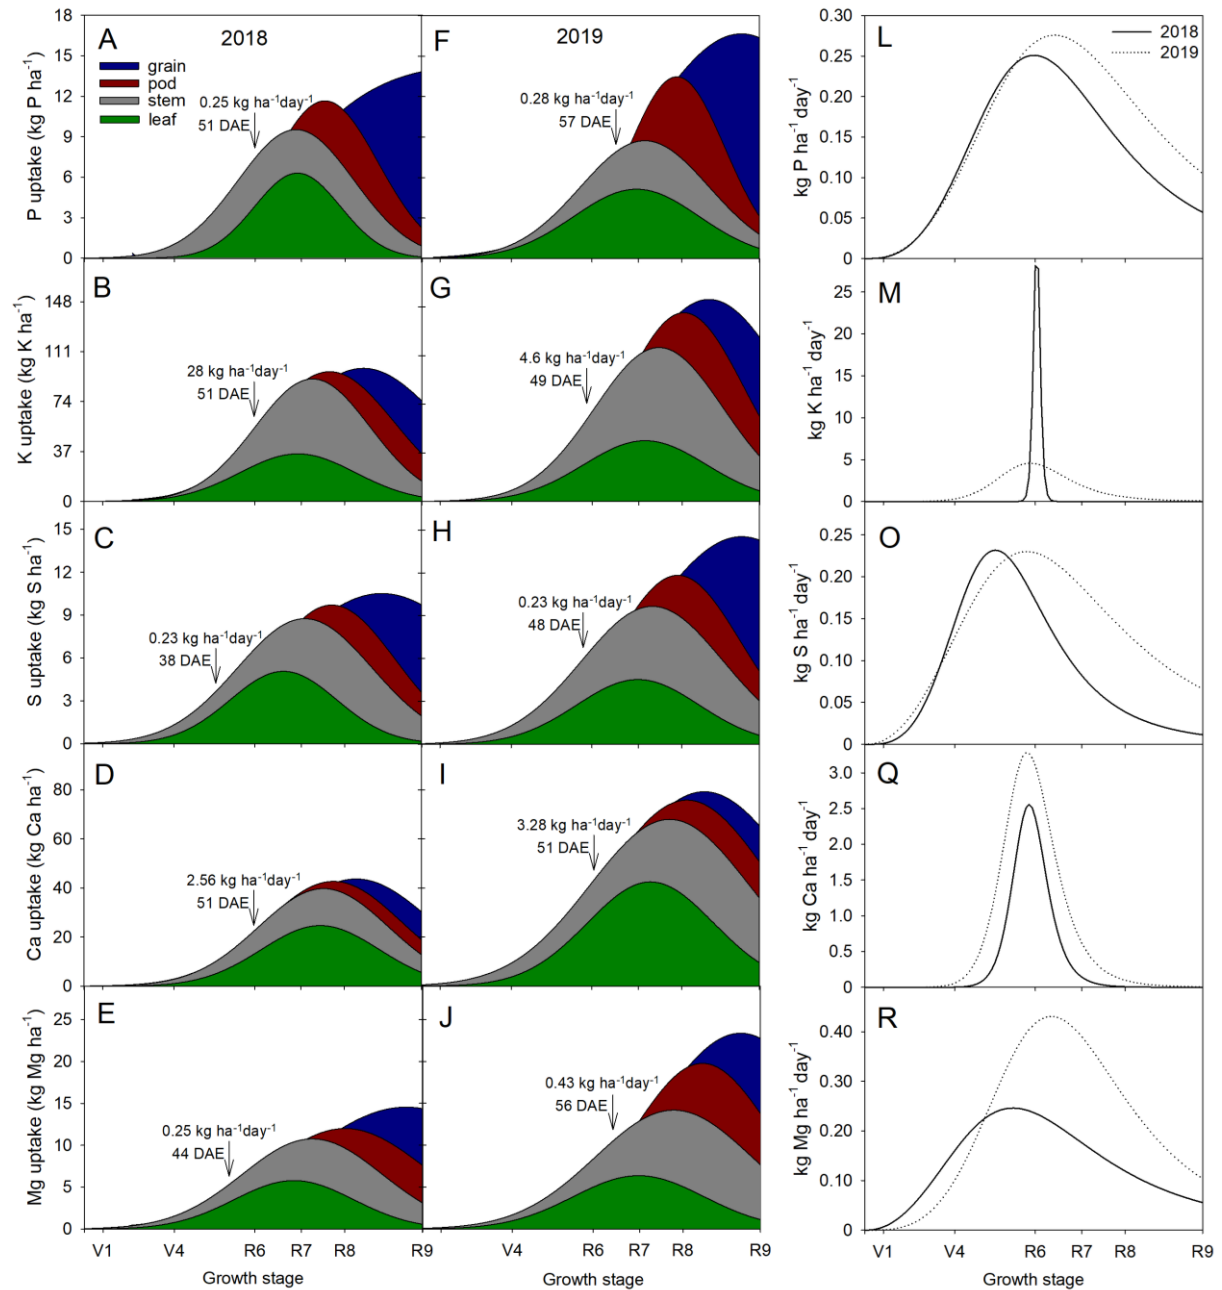 A
2018
grain
pod
stem
leaf
0.25 kg ha⁻¹day⁻¹
51 DAE
P uptake (kg P ha⁻¹)
18
15
12
9
6
3
0
F
2019
0.28 kg ha⁻¹day⁻¹
57 DAE
L
2018
2019
kg P ha⁻¹ day⁻¹
0.30
0.25
0.20
0.15
0.10
0.05
0
B
28 kg ha⁻¹day⁻¹
51 DAE
K uptake (kg K ha⁻¹)
148
111
74
37
0
G
4.6 kg ha⁻¹day⁻¹
49 DAE
M
kg K ha⁻¹ day⁻¹
25
20
15
10
5
0
C
0.23 kg ha⁻¹day⁻¹
38 DAE
S uptake (kg S ha⁻¹)
15
12
9
6
3
0
H
0.23 kg ha⁻¹day⁻¹
48 DAE
O
kg S ha⁻¹ day⁻¹
0.25
0.20
0.15
0.10
0.05
0
D
2.56 kg ha⁻¹day⁻¹
51 DAE
Ca uptake (kg Ca ha⁻¹)
80
60
40
20
0
I
3.28 kg ha⁻¹day⁻¹
51 DAE
Q
kg Ca ha⁻¹ day⁻¹
3.0
2.5
2.0
1.5
1.0
0.5
0
E
0.25 kg ha⁻¹day⁻¹
44 DAE
Mg uptake (kg Mg ha⁻¹)
25
20
15
10
5
0
J
0.43 kg ha⁻¹day⁻¹
56 DAE
R
kg Mg ha⁻¹ day⁻¹
0.40
0.30
0.20
0.10
0
V1 V4 R6 R7 R8 R9
Growth stage
V4 R6 R7 R8 R9
Growth stage
V1 V4 R6 R7 R8 R9
Growth stage